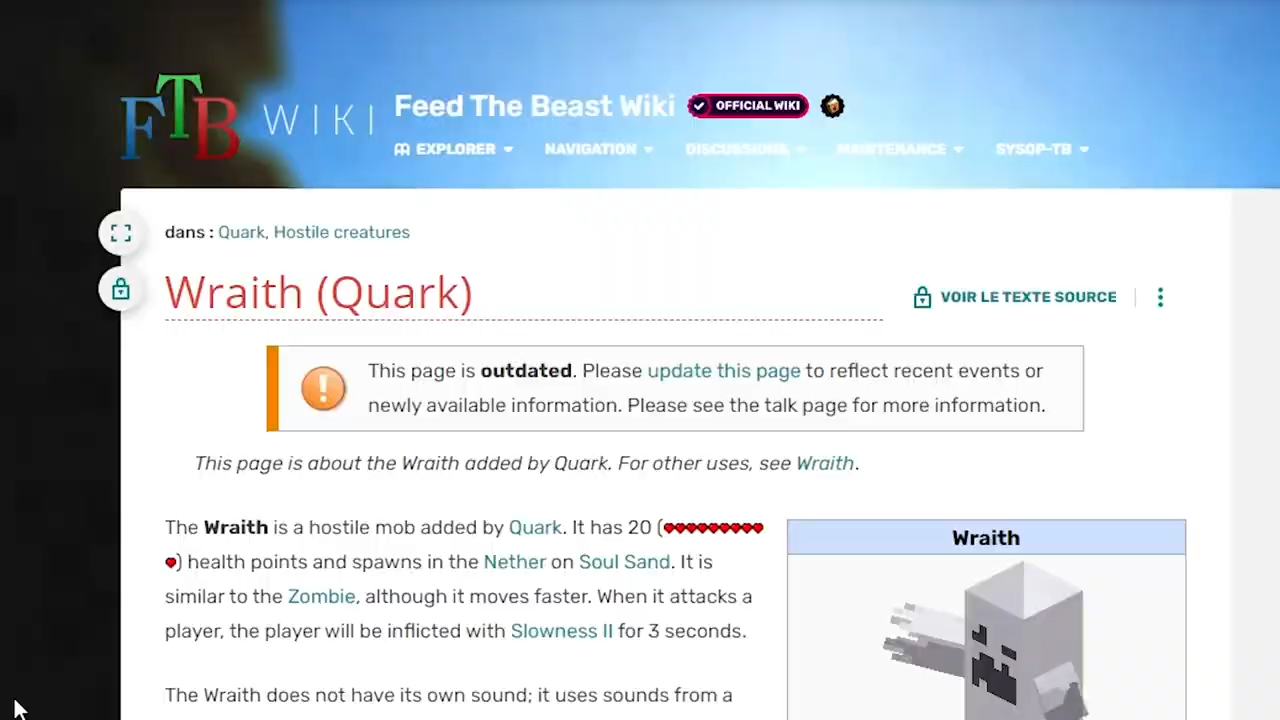 FTB WIKI
Feed The Beast Wiki OFFICIAL WIKI
EXPLORER NAVIGATION DISCUSSIONS MAINTENANCE SYSOP-TB
dans : Quark, Hostile creatures
Wraith (Quark)
VOIR LE TEXTE SOURCE
This page is outdated. Please update this page to reflect recent events or
newly available information. Please see the talk page for more information.
This page is about the Wraith added by Quark. For other uses, see Wraith.
The Wraith is a hostile mob added by Quark. It has 20 (
) health points and spawns in the Nether on Soul Sand. It is
similar to the Zombie, although it moves faster. When it attacks a
player, the player will be inflicted with Slowness II for 3 seconds.
The Wraith does not have its own sound; it uses sounds from a
Wraith